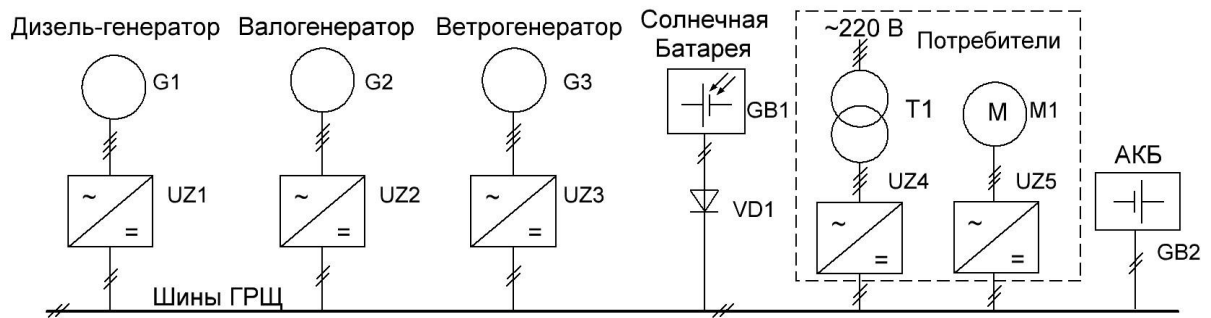 Дизель-генератор
Валогенератор
Ветрогенератор
Солнечная
Батарея
~220 В
Потребители
G1
G2
G3
GB1
T1
М
М1
АКБ
UZ1
UZ2
UZ3
VD1
UZ4
UZ5
GB2
~
=
~
=
~
=
~
=
~
=
Шины ГРЩ